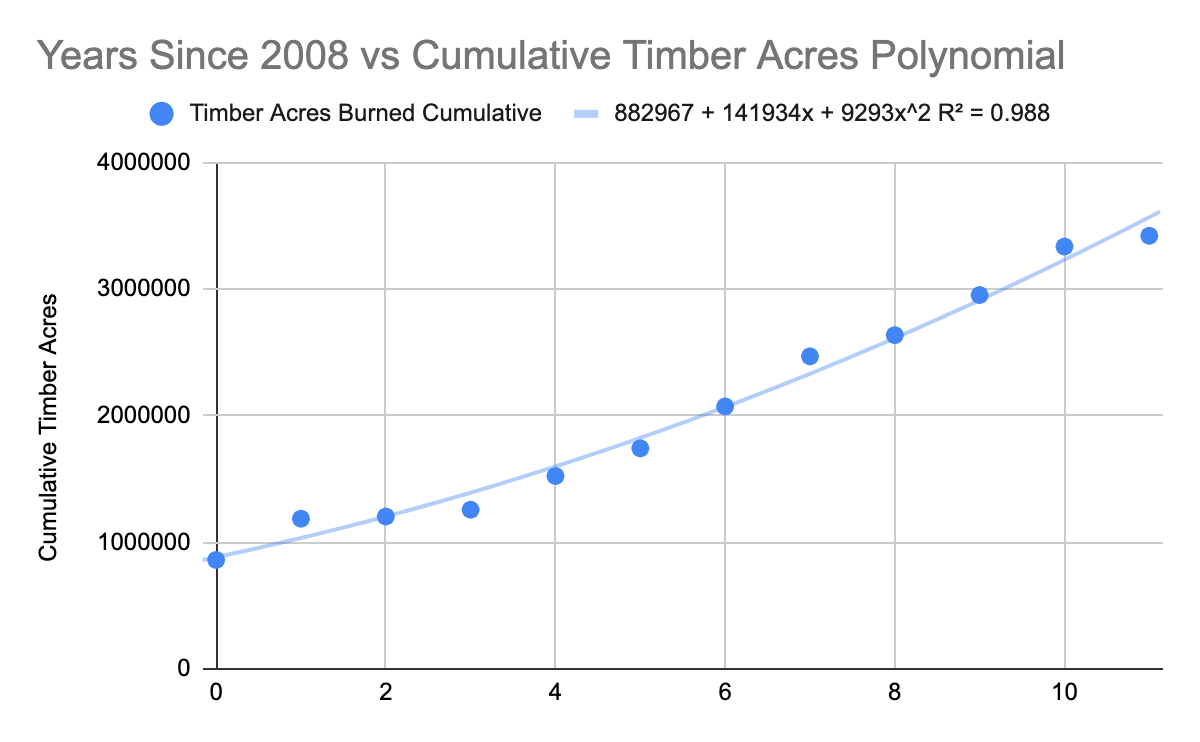 Years Since 2008 vs Cumulative Timber Acres Polynomial
Timber Acres Burned Cumulative
882967 + 141934x + 9293x^2 R² = 0.988
4000000
3000000
2000000
1000000
0
Cumulative Timber Acres
0 2 4 6 8 10